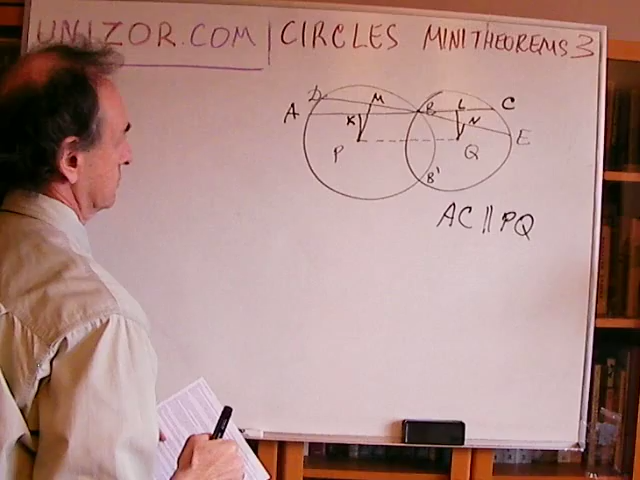 UNIZOR.COM | CIRCLES MINITHEOREMS 3
D M B L C
A K N E
P Q
B'
AC || PQ